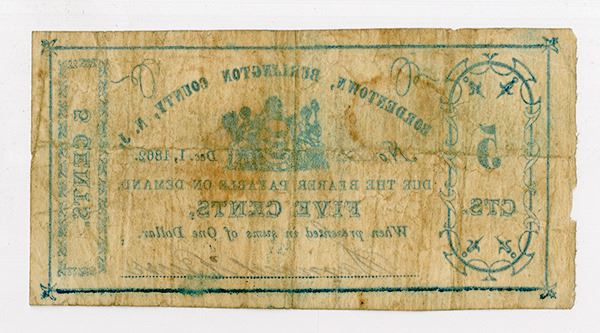 BORDENTOWN, BURLINGTON COUNTY, N. J.
5
CTS.
No.
Dec. 1, 1862.
DUE THE BEARER PAYABLE ON DEMAND
FIVE CENTS,
When presented in sums of One Dollar.
5 CENTS.